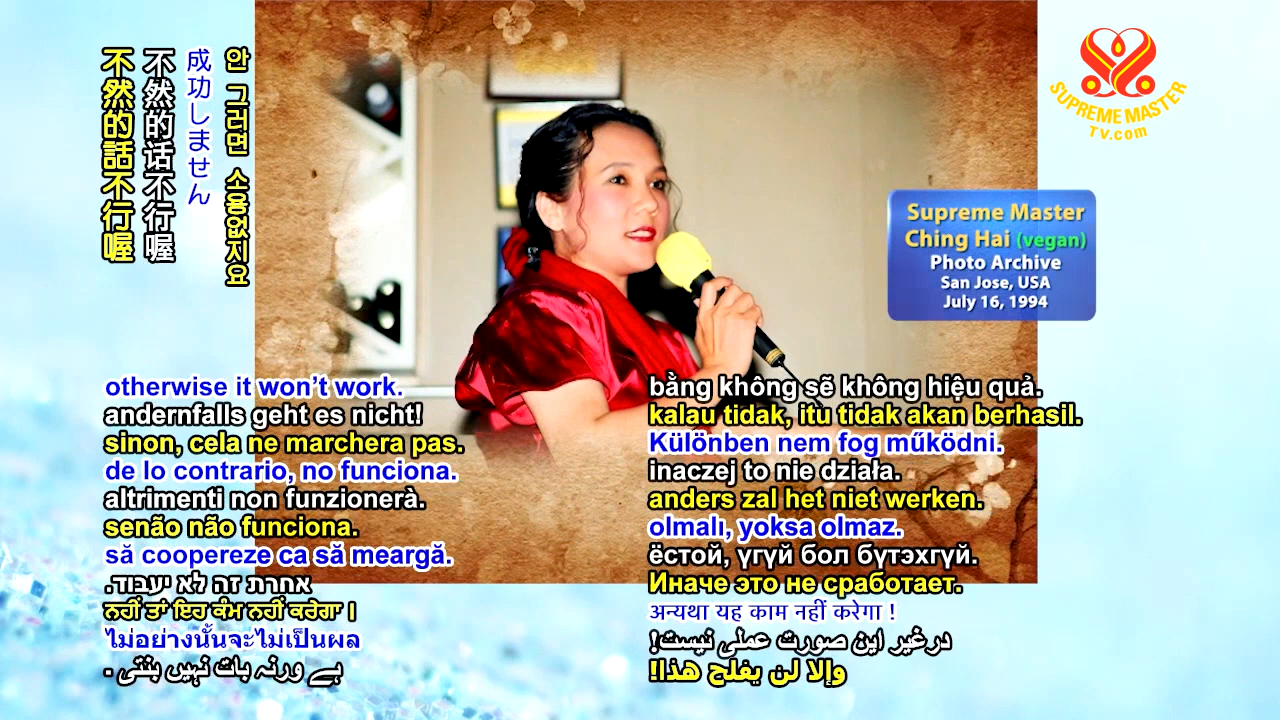 不然的話不行喔
不然的话不行喔
成功しません
안 그러면 소용없지요
SUPREME MASTER
TV.com
Supreme Master
Ching Hai (vegan)
Photo Archive
San Jose, USA
July 16, 1994
otherwise it won’t work.
andernfalls geht es nicht!
sinon, cela ne marchera pas.
de lo contrario, no funciona.
altrimenti non funzionerà.
senão não funciona.
să coopereze ca să meargă.
אחרת זה לא יעבוד.
ਨਹੀਂ ਤਾਂ ਇਹ ਕੰਮ ਨਹੀਂ ਕਰੇਗਾ।
ไม่อย่างนั้นจะไม่เป็นผล
ہے ورنہ بات نہیں بنتی۔
bằng không sẽ không hiệu quả.
kalau tidak, itu tidak akan berhasil.
Különben nem fog működni.
inaczej to nie działa.
anders zal het niet werken.
olmalı, yoksa olmaz.
ёстой, үгүй бол бүтэхгүй.
Иначе это не сработает.
अन्यथा यह काम नहीं करेगा !
درغیر این صورت عملی نیست!
وإلا لن يفلح هذا!